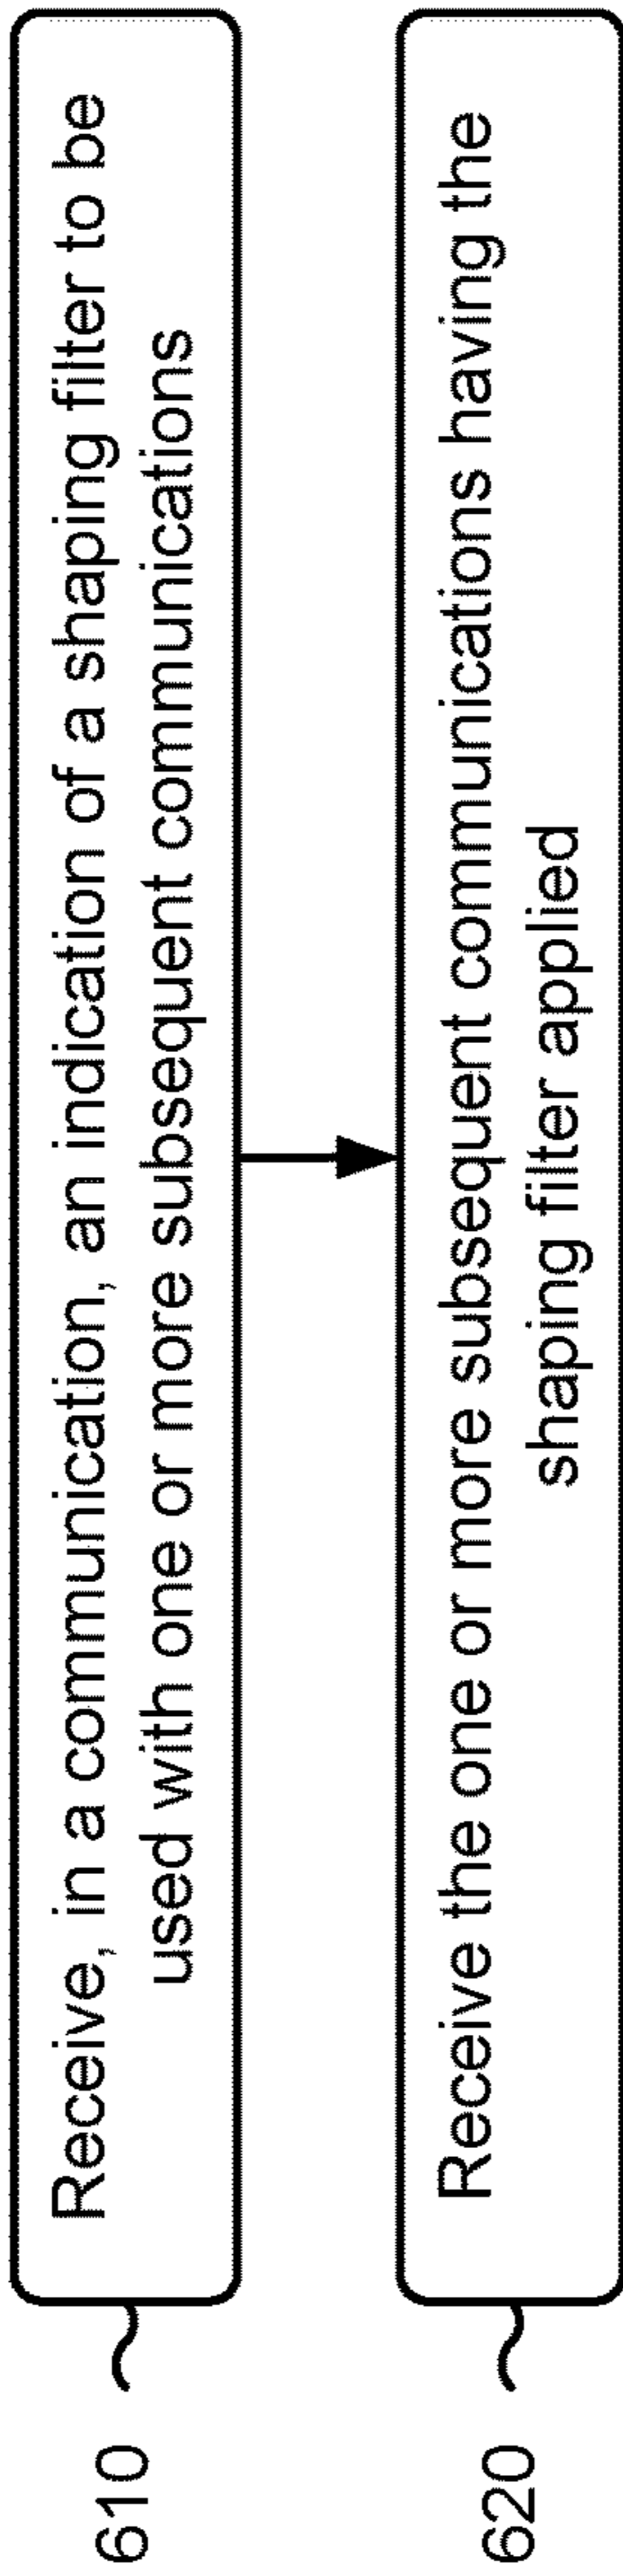 610
Receive, in a communication, an indication of a shaping filter to be
used with one or more subsequent communications
620
Receive the one or more subsequent communications having the
shaping filter applied